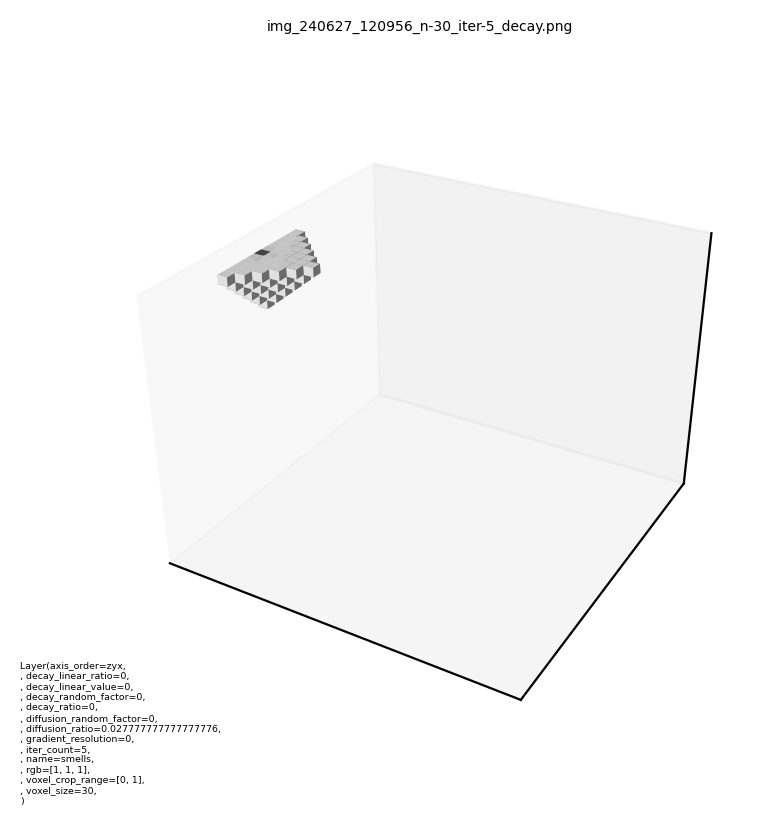 img_240627_120956_n-30_iter-5_decay.png
Layer(axis_order=zyx,
, decay_linear_ratio=0,
, decay_linear_value=0,
, decay_random_factor=0,
, decay_ratio=0,
, diffusion_random_factor=0,
, diffusion_ratio=0.027777777777777776,
, gradient_resolution=0,
, iter_count=5,
, name=smells,
, rgb=[1, 1, 1],
, voxel_crop_range=[0, 1],
, voxel_size=30,
)